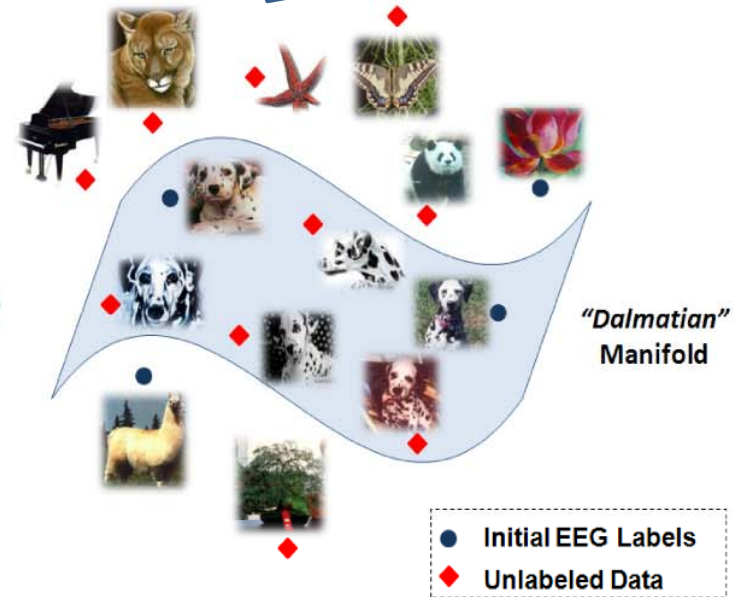 “Dalmatian”
Manifold
Initial EEG Labels
Unlabeled Data